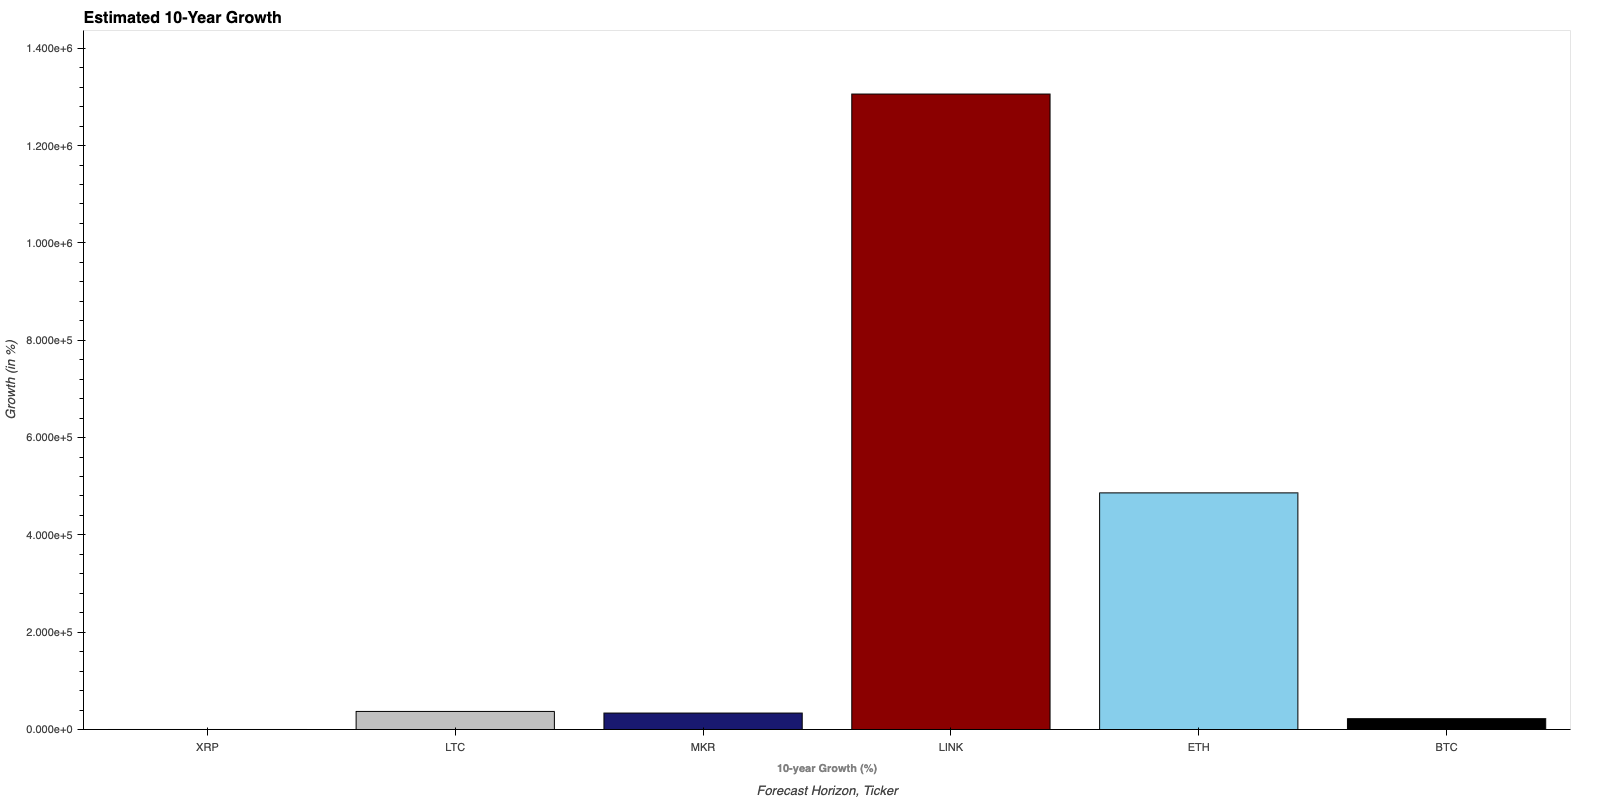 Estimated 10-Year Growth
1.400e+6
1.200e+6
1.000e+6
8.000e+5
6.000e+5
4.000e+5
2.000e+5
0.000e+0
Growth (in %)
XRP LTC MKR LINK ETH BTC
10-year Growth (%)
Forecast Horizon, Ticker